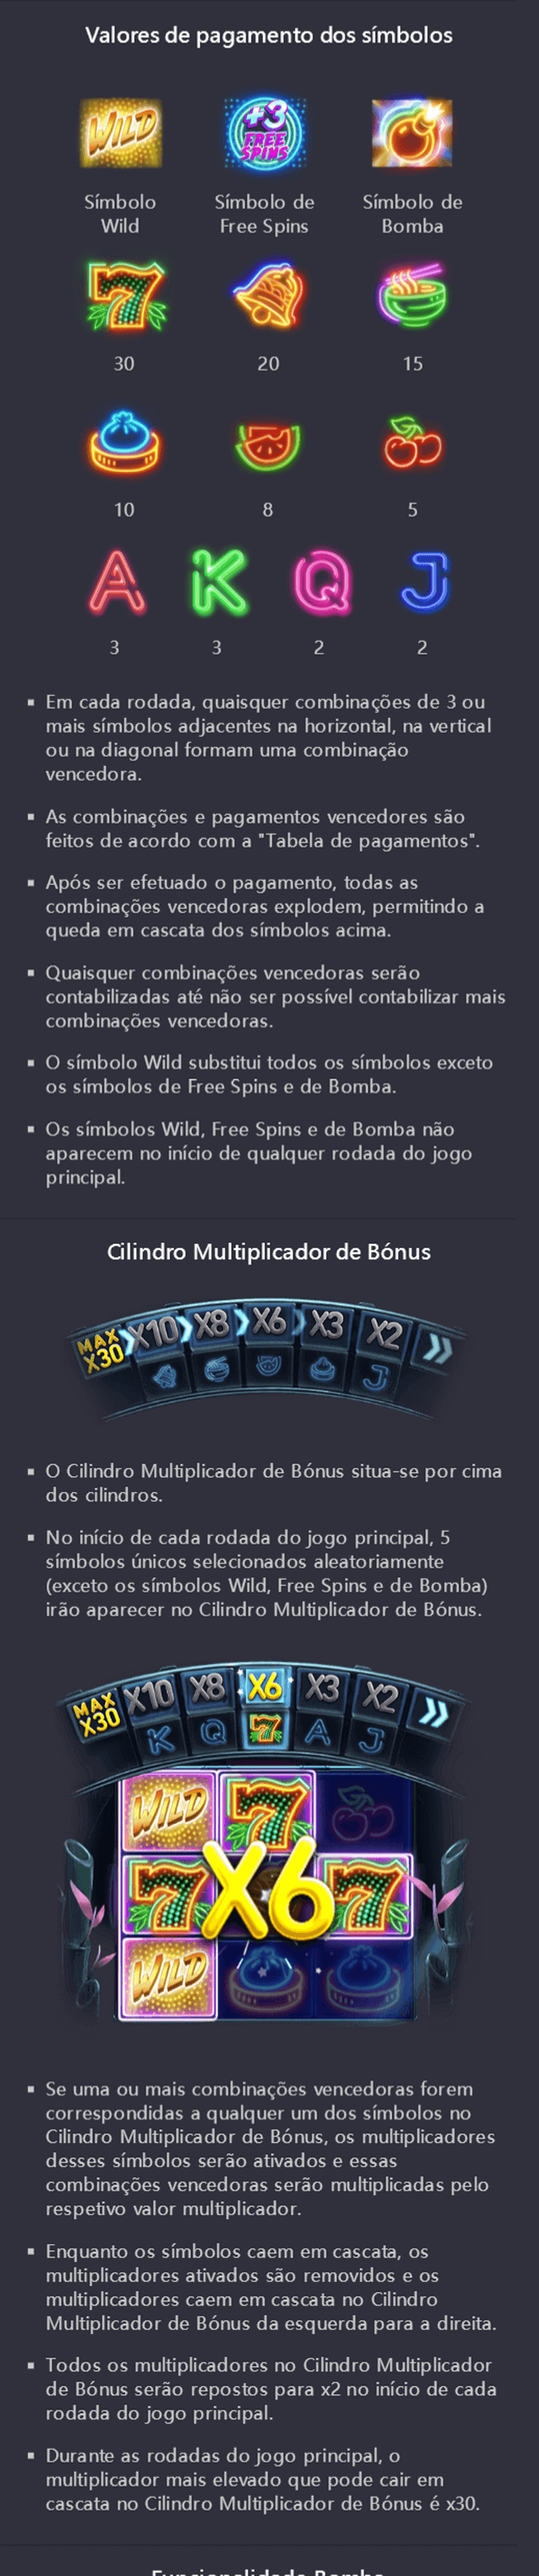 Valores de pagamento dos símbolos
WILD
+3
FREE
SPINS
Símbolo
Wild
Símbolo de
Free Spins
Símbolo de
Bomba
7
30
20
15
10
8
5
A K Q J
3 3 2 2
▪ Em cada rodada, quaisquer combinações de 3 ou
mais símbolos adjacentes na horizontal, na vertical
ou na diagonal formam uma combinação
vencedora.
▪ As combinações e pagamentos vencedores são
feitos de acordo com a "Tabela de pagamentos".
▪ Após ser efetuado o pagamento, todas as
combinações vencedoras explodem, permitindo a
queda em cascata dos símbolos acima.
▪ Quaisquer combinações vencedoras serão
contabilizadas até não ser possível contabilizar mais
combinações vencedoras.
▪ O símbolo Wild substitui todos os símbolos exceto
os símbolos de Free Spins e de Bomba.
▪ Os símbolos Wild, Free Spins e de Bomba não
aparecem no início de qualquer rodada do jogo
principal.
Cilindro Multiplicador de Bónus
MAX
X30
X10 X8 X6 X3 X2
J
▪ O Cilindro Multiplicador de Bónus situa-se por cima
dos cilindros.
▪ No início de cada rodada do jogo principal, 5
símbolos únicos selecionados aleatoriamente
(exceto os símbolos Wild, Free Spins e de Bomba)
irão aparecer no Cilindro Multiplicador de Bónus.
MAX
X30
X10 X8 X6 X3 X2
K Q 7 A J
WILD 7
7 X6 7
WILD
▪ Se uma ou mais combinações vencedoras forem
correspondidas a qualquer um dos símbolos no
Cilindro Multiplicador de Bónus, os multiplicadores
desses símbolos serão ativados e essas
combinações vencedoras serão multiplicadas pelo
respetivo valor multiplicador.
▪ Enquanto os símbolos caem em cascata, os
multiplicadores ativados são removidos e os
multiplicadores caem em cascata no Cilindro
Multiplicador de Bónus da esquerda para a direita.
▪ Todos os multiplicadores no Cilindro Multiplicador
de Bónus serão repostos para x2 no início de cada
rodada do jogo principal.
▪ Durante as rodadas do jogo principal, o
multiplicador mais elevado que pode cair em
cascata no Cilindro Multiplicador de Bónus é x30.
Funcionalidade Bomba